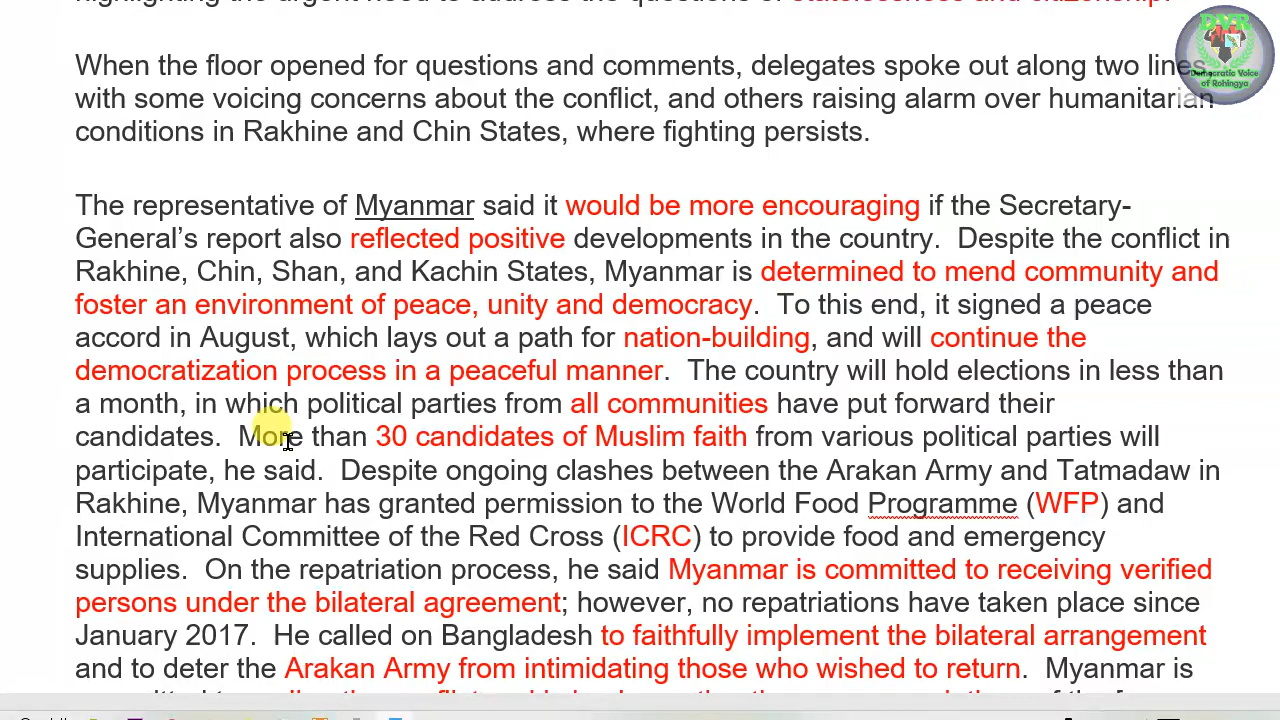 statelessness and citizenship.
When the floor opened for questions and comments, delegates spoke out along two lines,
with some voicing concerns about the conflict, and others raising alarm over humanitarian
conditions in Rakhine and Chin States, where fighting persists.
The representative of Myanmar said it would be more encouraging if the Secretary-
General’s report also reflected positive developments in the country.  Despite the conflict in
Rakhine, Chin, Shan, and Kachin States, Myanmar is determined to mend community and
foster an environment of peace, unity and democracy.  To this end, it signed a peace
accord in August, which lays out a path for nation-building, and will continue the
democratization process in a peaceful manner.  The country will hold elections in less than
a month, in which political parties from all communities have put forward their
candidates.  More than 30 candidates of Muslim faith from various political parties will
participate, he said.  Despite ongoing clashes between the Arakan Army and Tatmadaw in
Rakhine, Myanmar has granted permission to the World Food Programme (WFP) and
International Committee of the Red Cross (ICRC) to provide food and emergency
supplies.  On the repatriation process, he said Myanmar is committed to receiving verified
persons under the bilateral agreement; however, no repatriations have taken place since
January 2017.  He called on Bangladesh to faithfully implement the bilateral arrangement
and to deter the Arakan Army from intimidating those who wished to return.  Myanmar is
DVR
Democratic Voice
of Rohingya